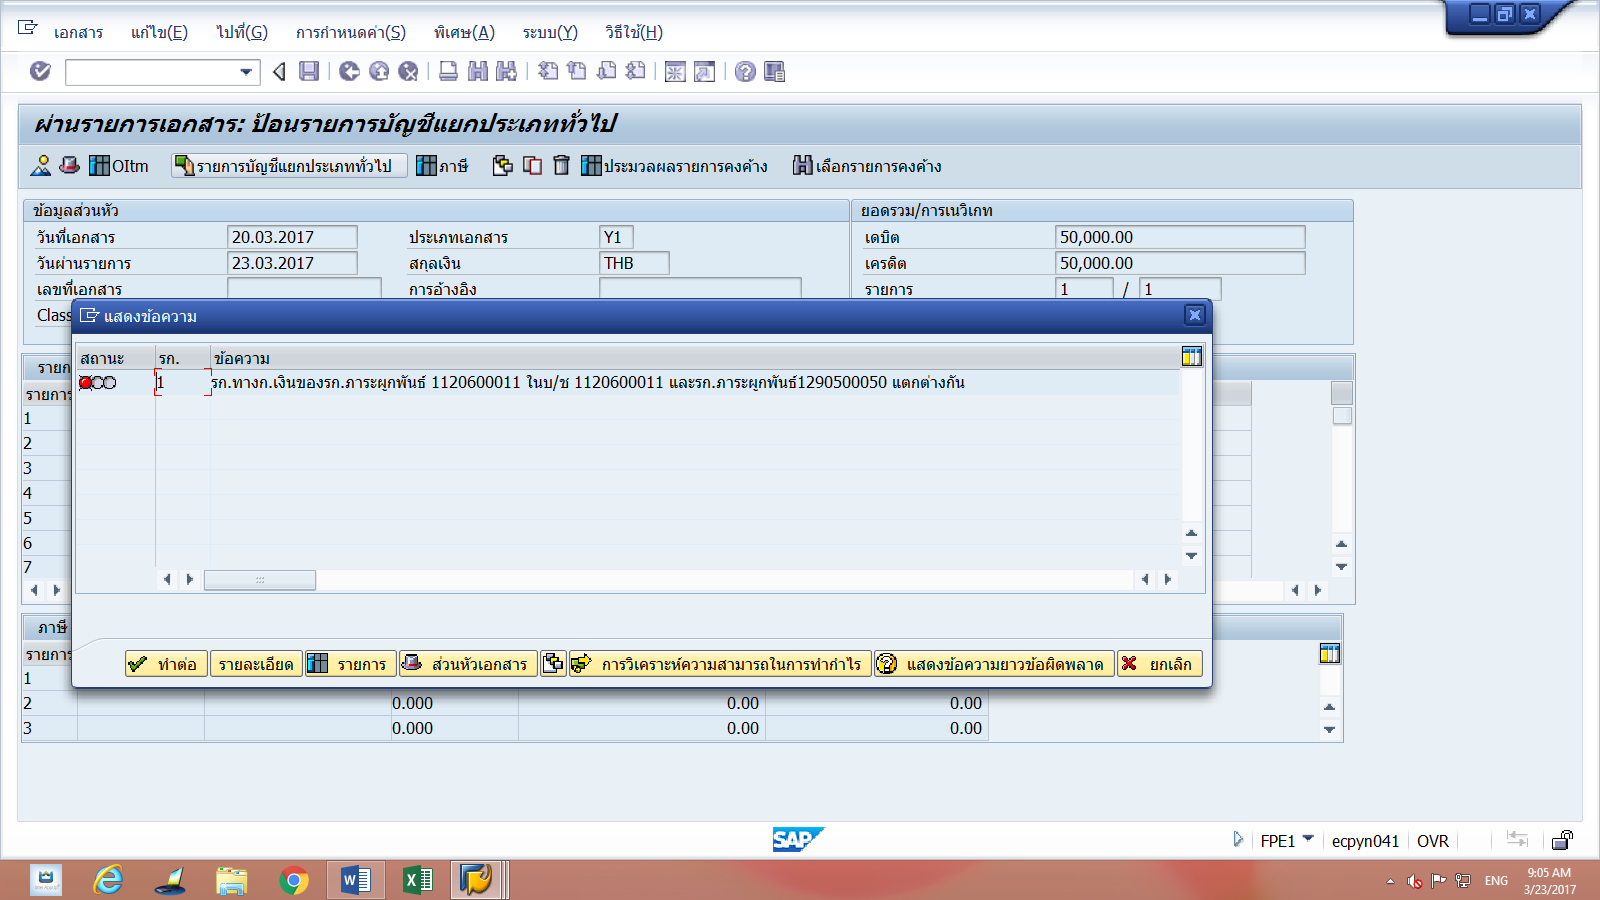 เอกสาร แก้ไข(E) ไปที่(G) การกำหนดค่า(S) พิเศษ(A) ระบบ(Y) วิธีใช้(H)
ผ่านรายการเอกสาร: ป้อนรายการบัญชีแยกประเภททั่วไป
OItm รายการบัญชีแยกประเภททั่วไป ภาษี ประมวลผลรายการคงค้าง เลือกรายการคงค้าง
ข้อมูลส่วนหัว ยอดรวม/การเนวิเกท
วันที่เอกสาร 20.03.2017 ประเภทเอกสาร Y1 เดบิต 50,000.00
วันผ่านรายการ 23.03.2017 สกุลเงิน THB เครดิต 50,000.00
เลขที่เอกสาร การอ้างอิง รายการ 1 / 1
Class
แสดงข้อความ
สถานะ รก. ข้อความ
1 รก.ทางก.เงินของรก.ภาระผูกพันธ์ 1120600011 ในบ/ช 1120600011 และรก.ภาระผูกพันธ์1290500050 แตกต่างกัน
รายก
รายการ
1
2
3
4
5
6
7
ทำต่อ รายละเอียด รายการ ส่วนหัวเอกสาร การวิเคราะห์ความสามารถในการทำกำไร แสดงข้อความยาวข้อผิดพลาด ยกเลิก
ภาษี
รายการ
1
2 0.000 0.00 0.00
3 0.000 0.00 0.00
SAP FPE1 ecpyn041 OVR
ENG 9:05 AM
3/23/2017